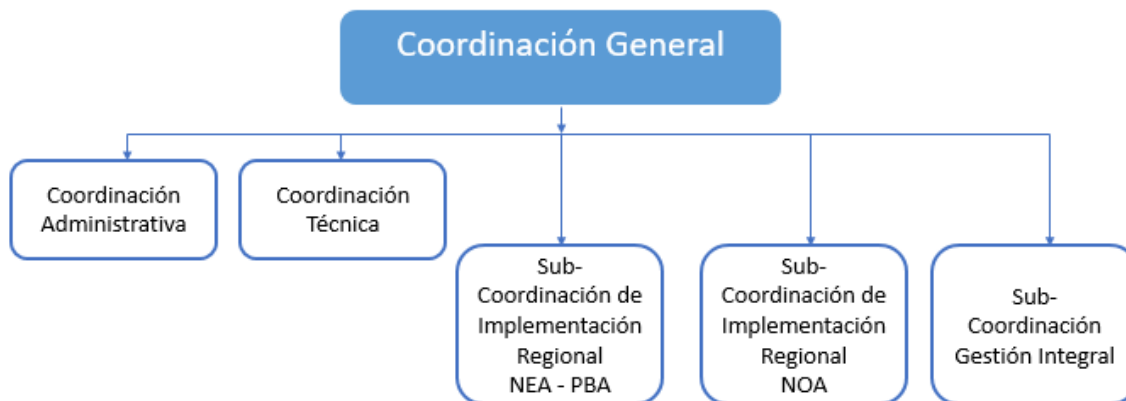 Coordinación General
Coordinación
Administrativa
Coordinación
Técnica
Sub-
Coordinación de
Implementación
Regional
NEA - PBA
Sub-
Coordinación de
Implementación
Regional
NOA
Sub-
Coordinación
Gestión Integral